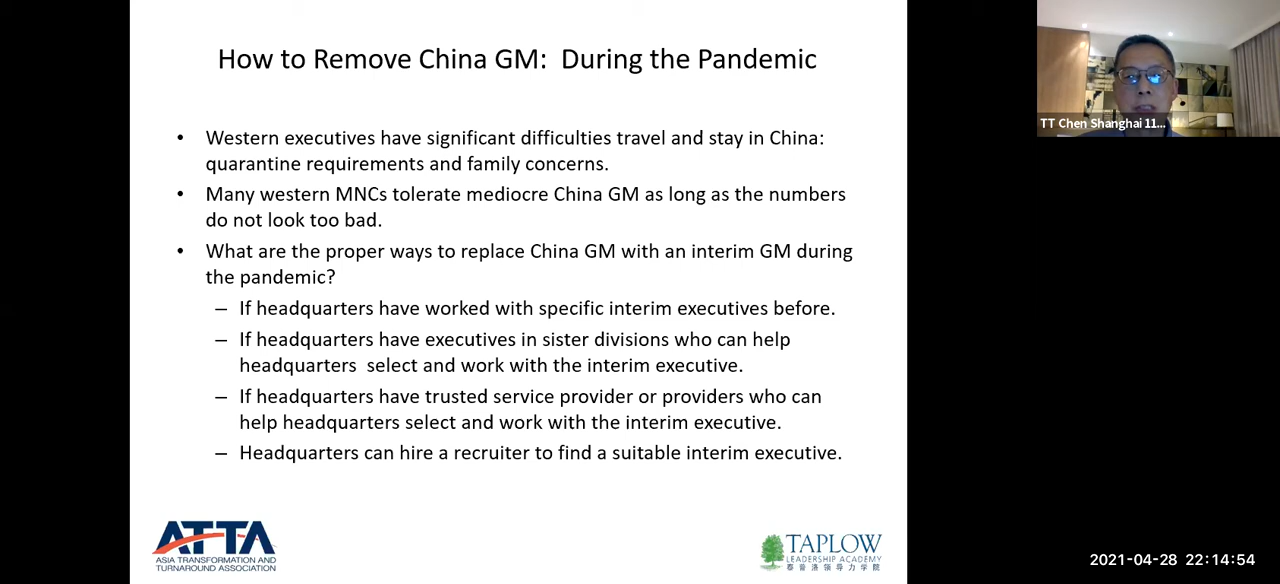 How to Remove China GM:  During the Pandemic
• Western executives have significant difficulties travel and stay in China:
quarantine requirements and family concerns.
• Many western MNCs tolerate mediocre China GM as long as the numbers
do not look too bad.
• What are the proper ways to replace China GM with an interim GM during
the pandemic?
– If headquarters have worked with specific interim executives before.
– If headquarters have executives in sister divisions who can help
headquarters  select and work with the interim executive.
– If headquarters have trusted service provider or providers who can
help headquarters select and work with the interim executive.
– Headquarters can hire a recruiter to find a suitable interim executive.
ATTA
ASIA TRANSFORMATION AND
TURNAROUND ASSOCIATION
TAPLOW
LEADERSHIP ACADEMY
泰普洛领导力学院
TT Chen Shanghai 11...
2021-04-28 22:14:54